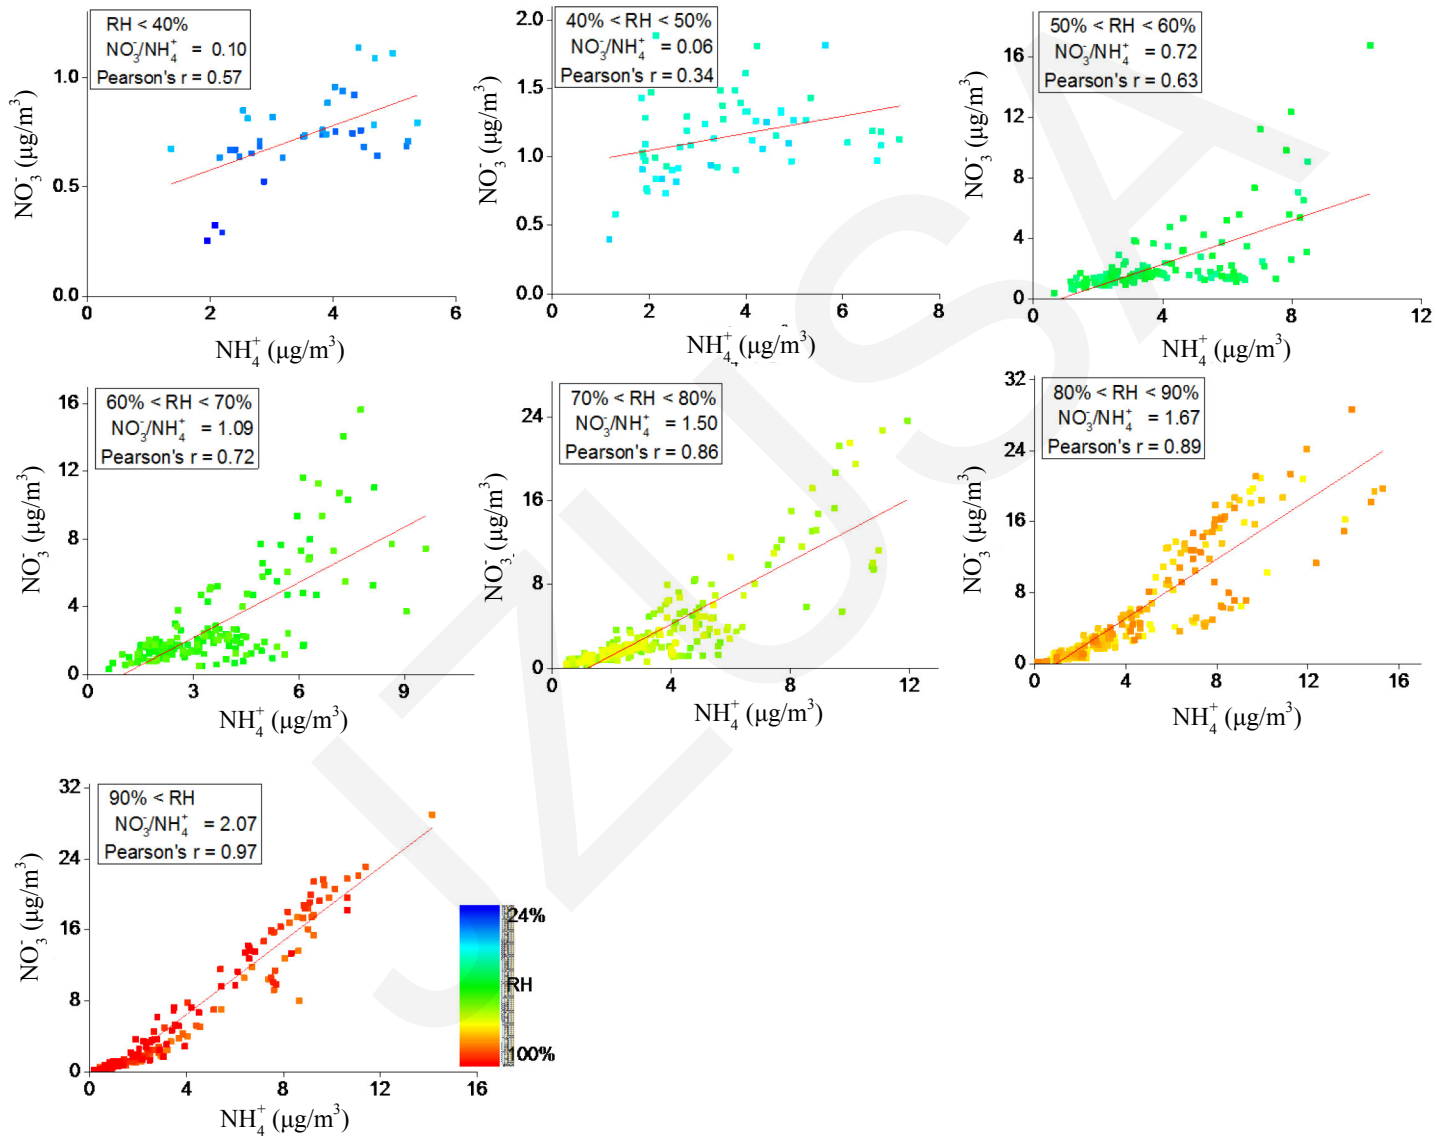 RH < 40%
NO₃⁻/NH₄⁺ = 0.10
Pearson's r = 0.57
1.0
0.5
0.0
0 2 4 6
NO₃⁻ (μg/m³)
NH₄⁺ (μg/m³)
40% < RH < 50%
NO₃⁻/NH₄⁺ = 0.06
Pearson's r = 0.34
2.0
1.5
1.0
0.5
0.0
0 2 4 6 8
NO₃⁻ (μg/m³)
NH₄⁺ (μg/m³)
50% < RH < 60%
NO₃⁻/NH₄⁺ = 0.72
Pearson's r = 0.63
16
12
8
4
0
0 4 8 12
NO₃⁻ (μg/m³)
NH₄⁺ (μg/m³)
60% < RH < 70%
NO₃⁻/NH₄⁺ = 1.09
Pearson's r = 0.72
16
12
8
4
0
0 3 6 9
NO₃⁻ (μg/m³)
NH₄⁺ (μg/m³)
70% < RH < 80%
NO₃⁻/NH₄⁺ = 1.50
Pearson's r = 0.86
24
16
8
0
0 4 8 12
NO₃⁻ (μg/m³)
NH₄⁺ (μg/m³)
80% < RH < 90%
NO₃⁻/NH₄⁺ = 1.67
Pearson's r = 0.89
32
24
16
8
0
0 4 8 12 16
NO₃⁻ (μg/m³)
NH₄⁺ (μg/m³)
90% < RH
NO₃⁻/NH₄⁺ = 2.07
Pearson's r = 0.97
32
24
16
8
0
0 4 8 12 16
NO₃⁻ (μg/m³)
NH₄⁺ (μg/m³)
24%
RH
100%
JZUSA